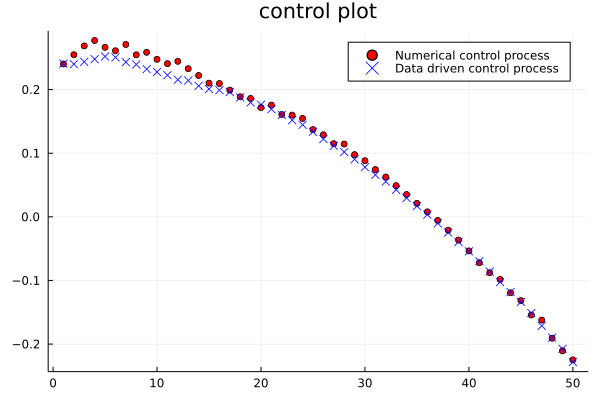 control plot
Numerical control process
Data driven control process
0.2
0.1
0.0
−0.1
−0.2
0 10 20 30 40 50